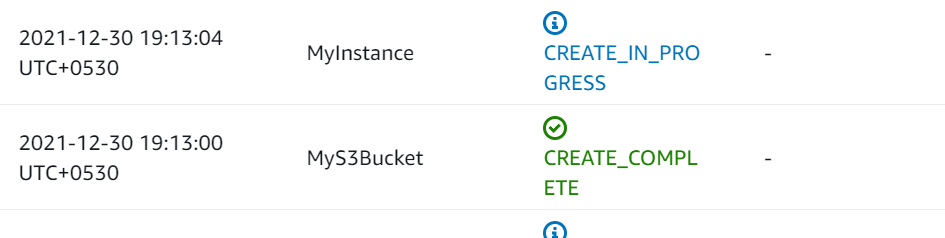 2021-12-30 19:13:04
UTC+0530
MyInstance
CREATE_IN_PRO
GRESS
-
2021-12-30 19:13:00
UTC+0530
MyS3Bucket
CREATE_COMPL
ETE
-